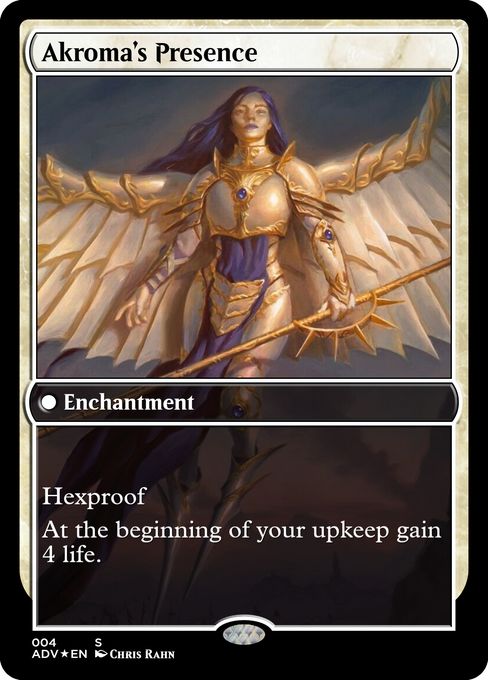 Akroma's Presence
Enchantment
Hexproof
At the beginning of your upkeep gain
4 life.
004 S
ADV★EN Chris Rahn